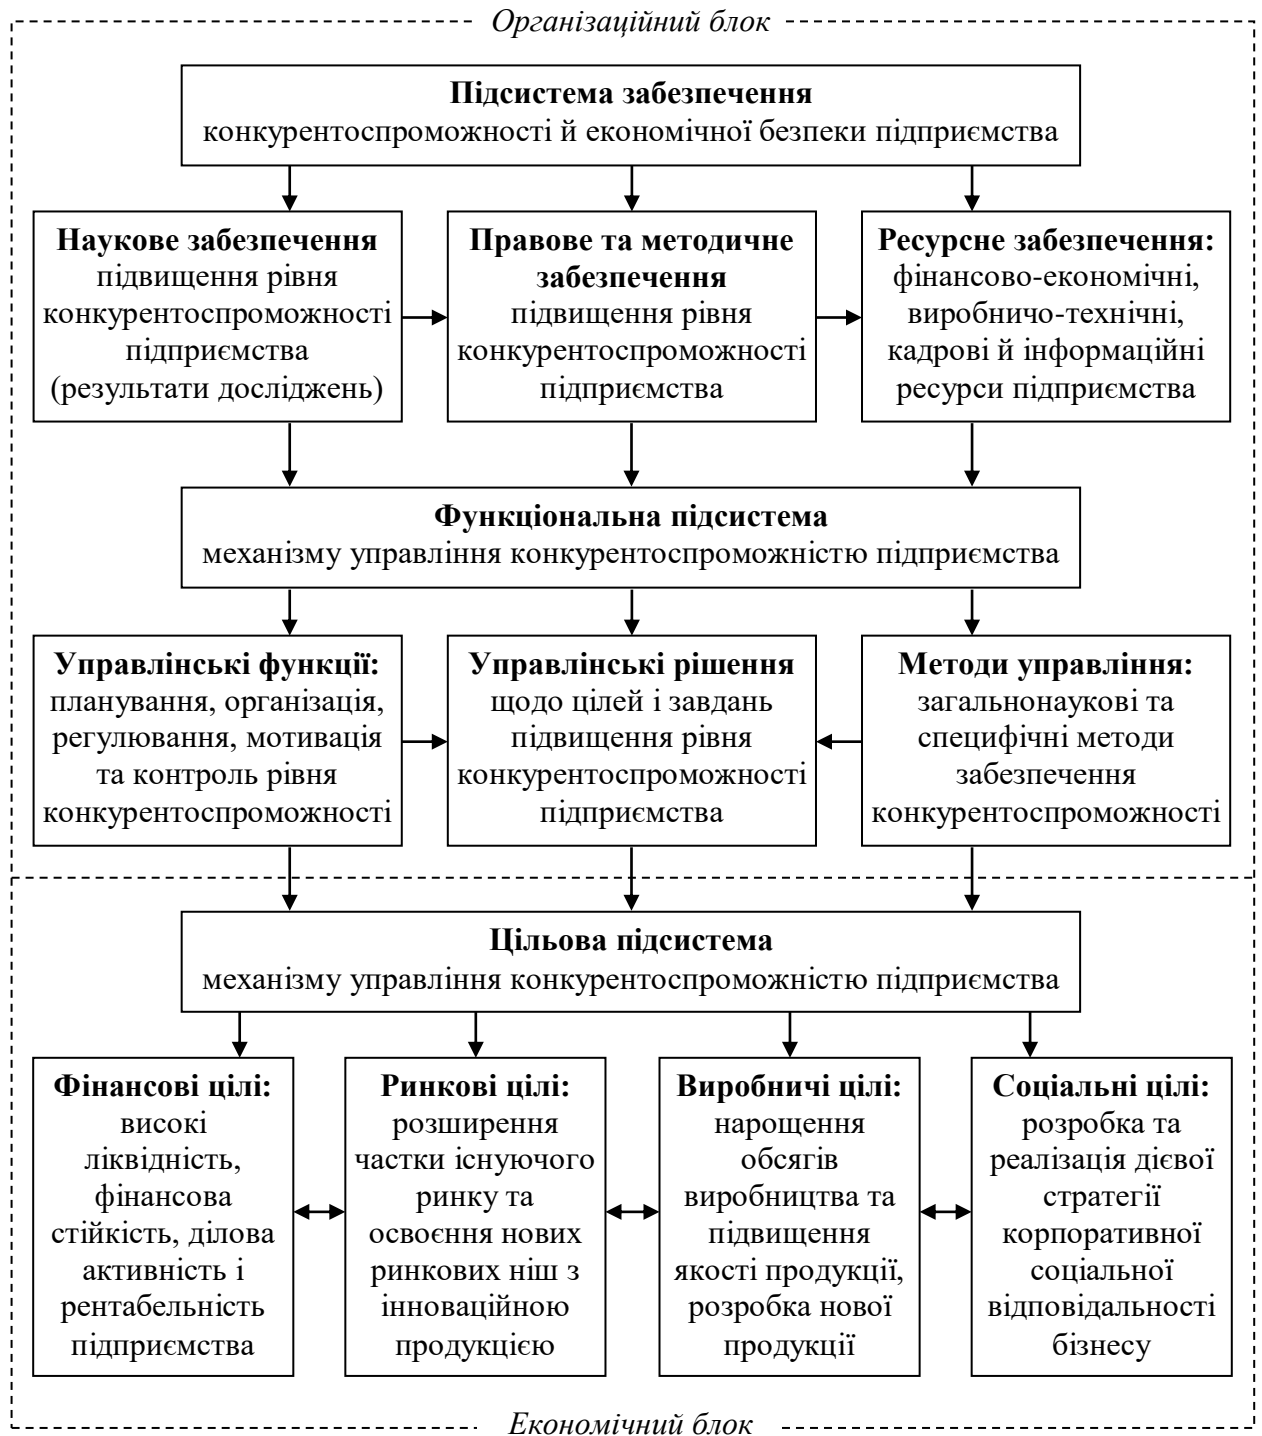 Організаційний блок
Підсистема забезпечення
конкурентоспроможності й економічної безпеки підприємства
Наукове забезпечення
підвищення рівня
конкурентоспроможності
підприємства
(результати досліджень)
Правове та методичне
забезпечення
підвищення рівня
конкурентоспроможності
підприємства
Ресурсне забезпечення:
фінансово-економічні,
виробничо-технічні,
кадрові й інформаційні
ресурси підприємства
Функціональна підсистема
механізму управління конкурентоспроможністю підприємства
Управлінські функції:
планування, організація,
регулювання, мотивація
та контроль рівня
конкурентоспроможності
Управлінські рішення
щодо цілей і завдань
підвищення рівня
конкурентоспроможності
підприємства
Методи управління:
загальнонаукові та
специфічні методи
забезпечення
конкурентоспроможності
Цільова підсистема
механізму управління конкурентоспроможністю підприємства
Фінансові цілі:
високі
ліквідність,
фінансова
стійкість, ділова
активність і
рентабельність
підприємства
Ринкові цілі:
розширення
частки існуючого
ринку та
освоєння нових
ринкових ніш з
інноваційною
продукцією
Виробничі цілі:
нарощення
обсягів
виробництва та
підвищення
якості продукції,
розробка нової
продукції
Соціальні цілі:
розробка та
реалізація дієвої
стратегії
корпоративної
соціальної
відповідальності
бізнесу
Економічний блок